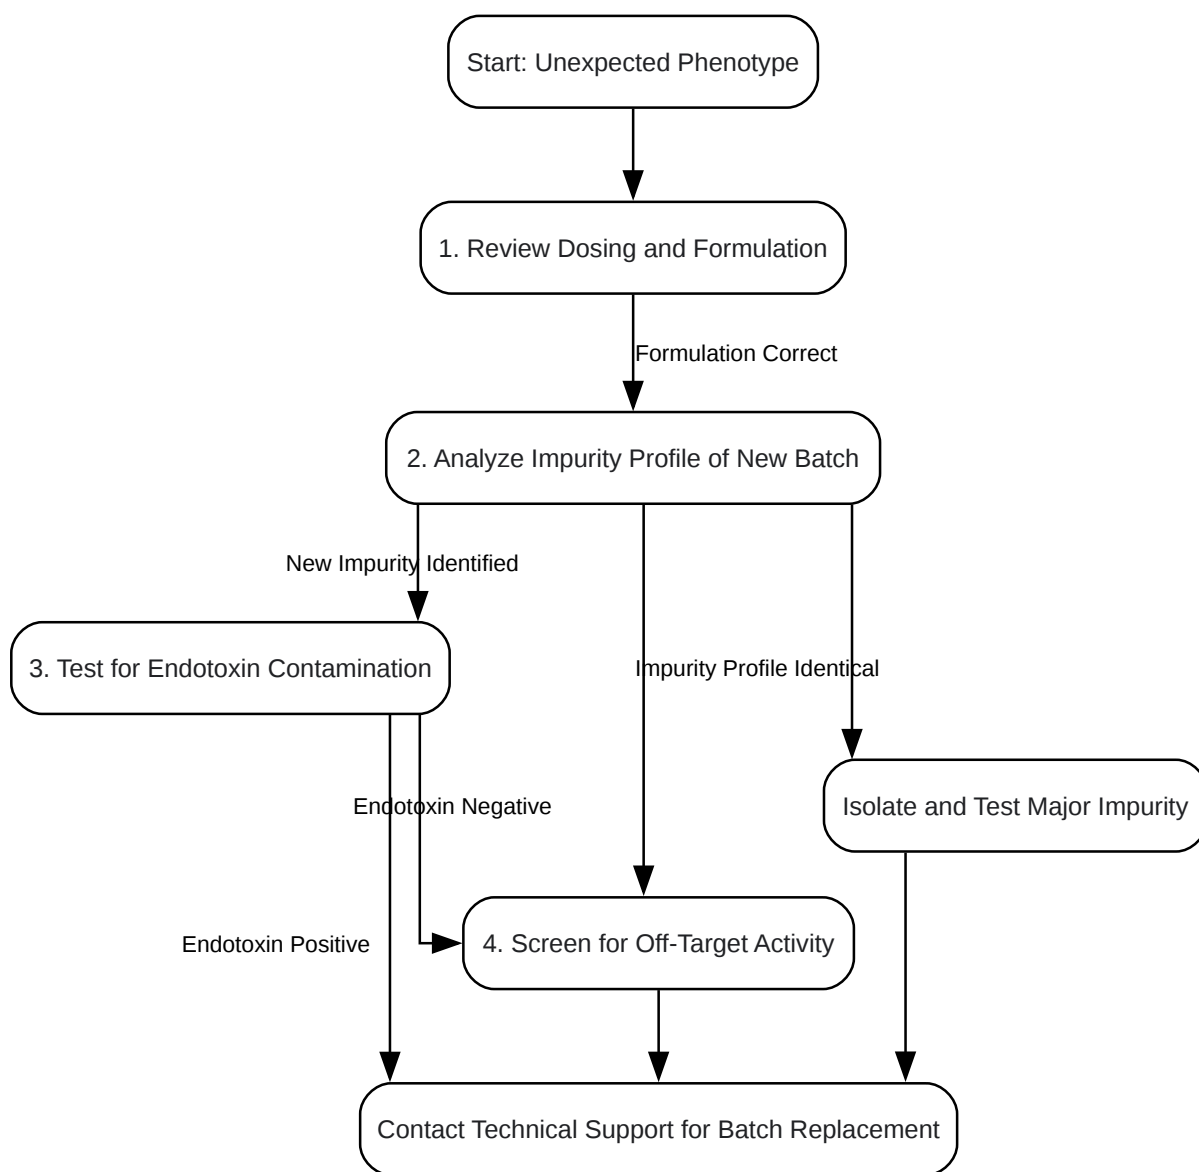 Start: Unexpected Phenotype
1. Review Dosing and Formulation
Formulation Correct
2. Analyze Impurity Profile of New Batch
New Impurity Identified
3. Test for Endotoxin Contamination
Impurity Profile Identical
Endotoxin Negative
Isolate and Test Major Impurity
Endotoxin Positive
4. Screen for Off-Target Activity
Contact Technical Support for Batch Replacement